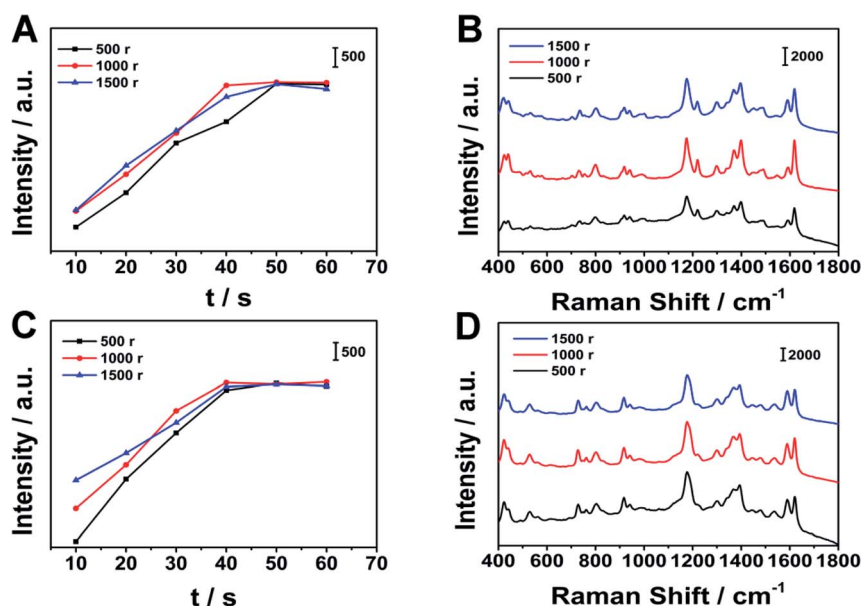 A
500 r
1000 r
1500 r
500
Intensity / a.u.
10 20 30 40 50 60 70
t / s
B
1500 r
1000 r
500 r
2000
Intensity / a.u.
400 600 800 1000 1200 1400 1600 1800
Raman Shift / cm⁻¹
C
500 r
1000 r
1500 r
500
Intensity / a.u.
10 20 30 40 50 60 70
t / s
D
1500 r
1000 r
500 r
2000
Intensity / a.u.
400 600 800 1000 1200 1400 1600 1800
Raman Shift / cm⁻¹